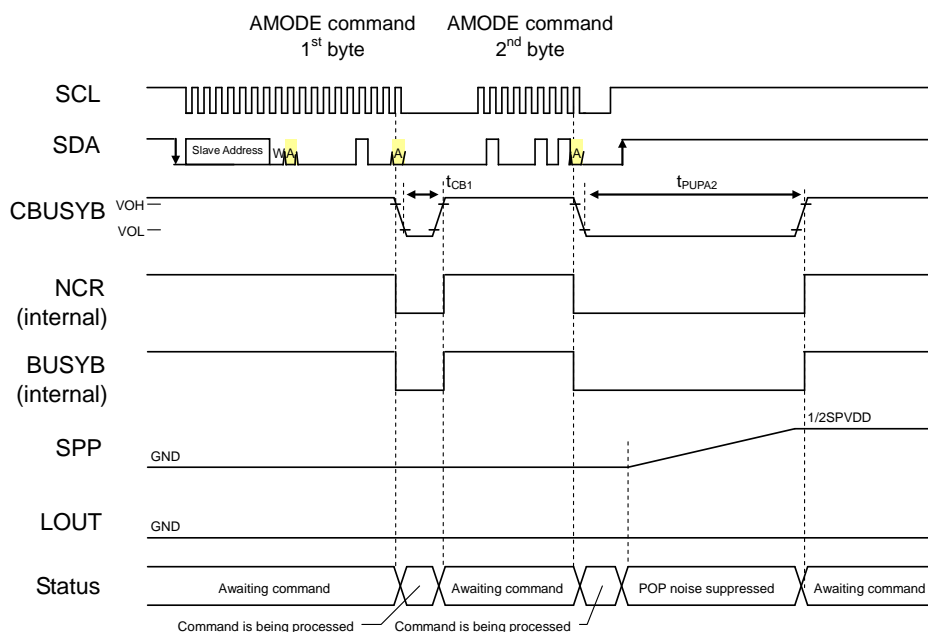 AMODE command
1st byte
AMODE command
2nd byte
SCL
SDA
Slave Address
W
A
A
A
tCB1
tPUPA2
CBUSYB
VOH
VOL
NCR
(internal)
BUSYB
(internal)
1/2SPVDD
SPP
GND
LOUT
GND
Status
Awaiting command
Awaiting command
POP noise suppressed
Awaiting command
Command is being processed
Command is being processed